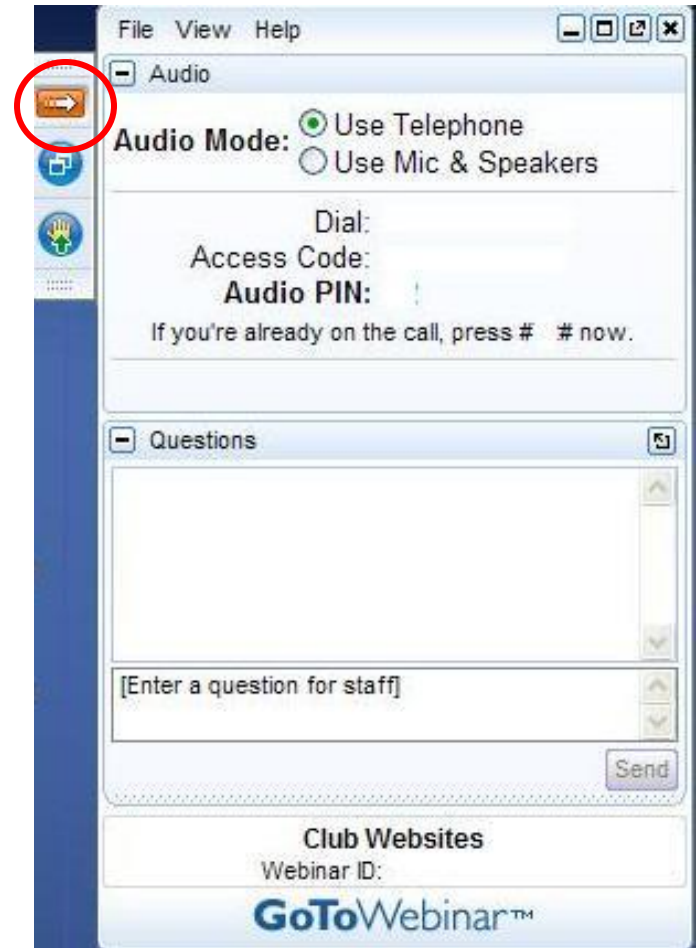 File View Help
Audio
Audio Mode: Use Telephone
Use Mic & Speakers
Dial:
Access Code:
Audio PIN:
If you're already on the call, press # # now.
Questions
[Enter a question for staff]
Send
Club Websites
Webinar ID:
GoToWebinar™